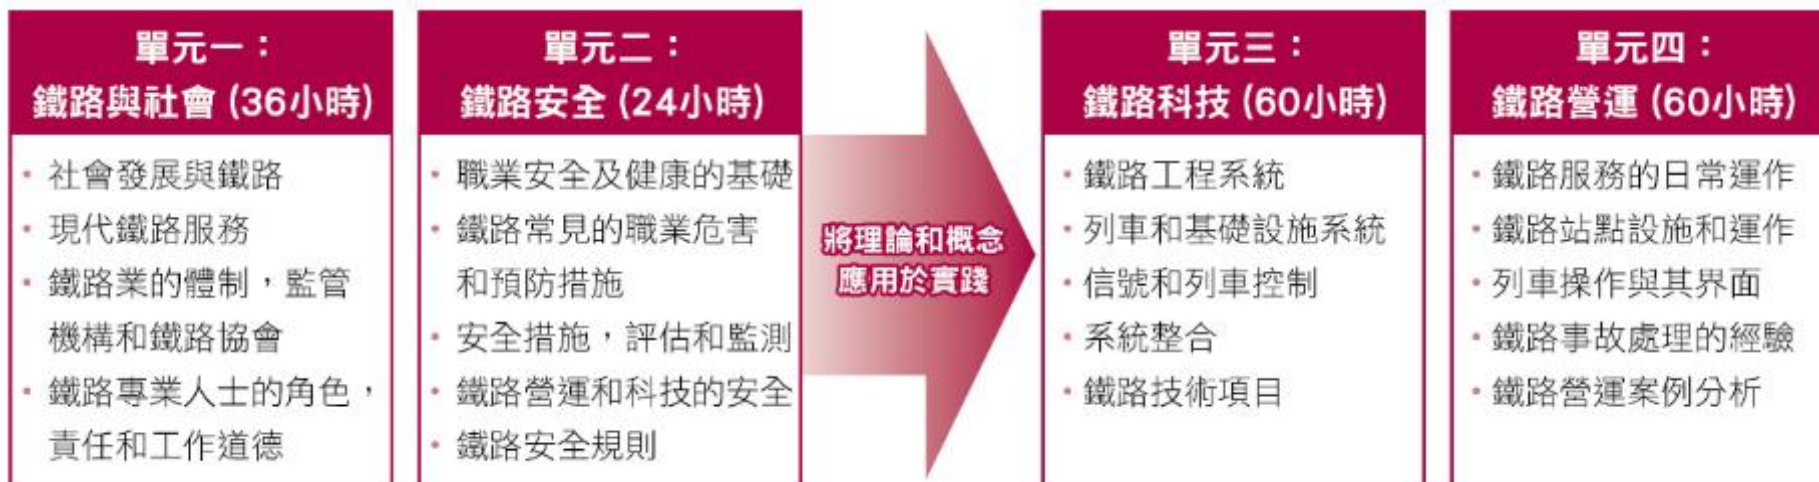 單元一：
鐵路與社會 (36小時)
• 社會發展與鐵路
• 現代鐵路服務
• 鐵路業的體制，監管
機構和鐵路協會
• 鐵路專業人士的角色，
責任和工作道德
單元二：
鐵路安全 (24小時)
• 職業安全及健康的基礎
• 鐵路常見的職業危害
和預防措施
• 安全措施，評估和監測
• 鐵路營運和科技的安全
• 鐵路安全規則
將理論和概念
應用於實踐
單元三：
鐵路科技 (60小時)
• 鐵路工程系統
• 列車和基礎設施系統
• 信號和列車控制
• 系統整合
• 鐵路技術項目
單元四：
鐵路營運 (60小時)
• 鐵路服務的日常運作
• 鐵路站點設施和運作
• 列車操作與其界面
• 鐵路事故處理的經驗
• 鐵路營運案例分析